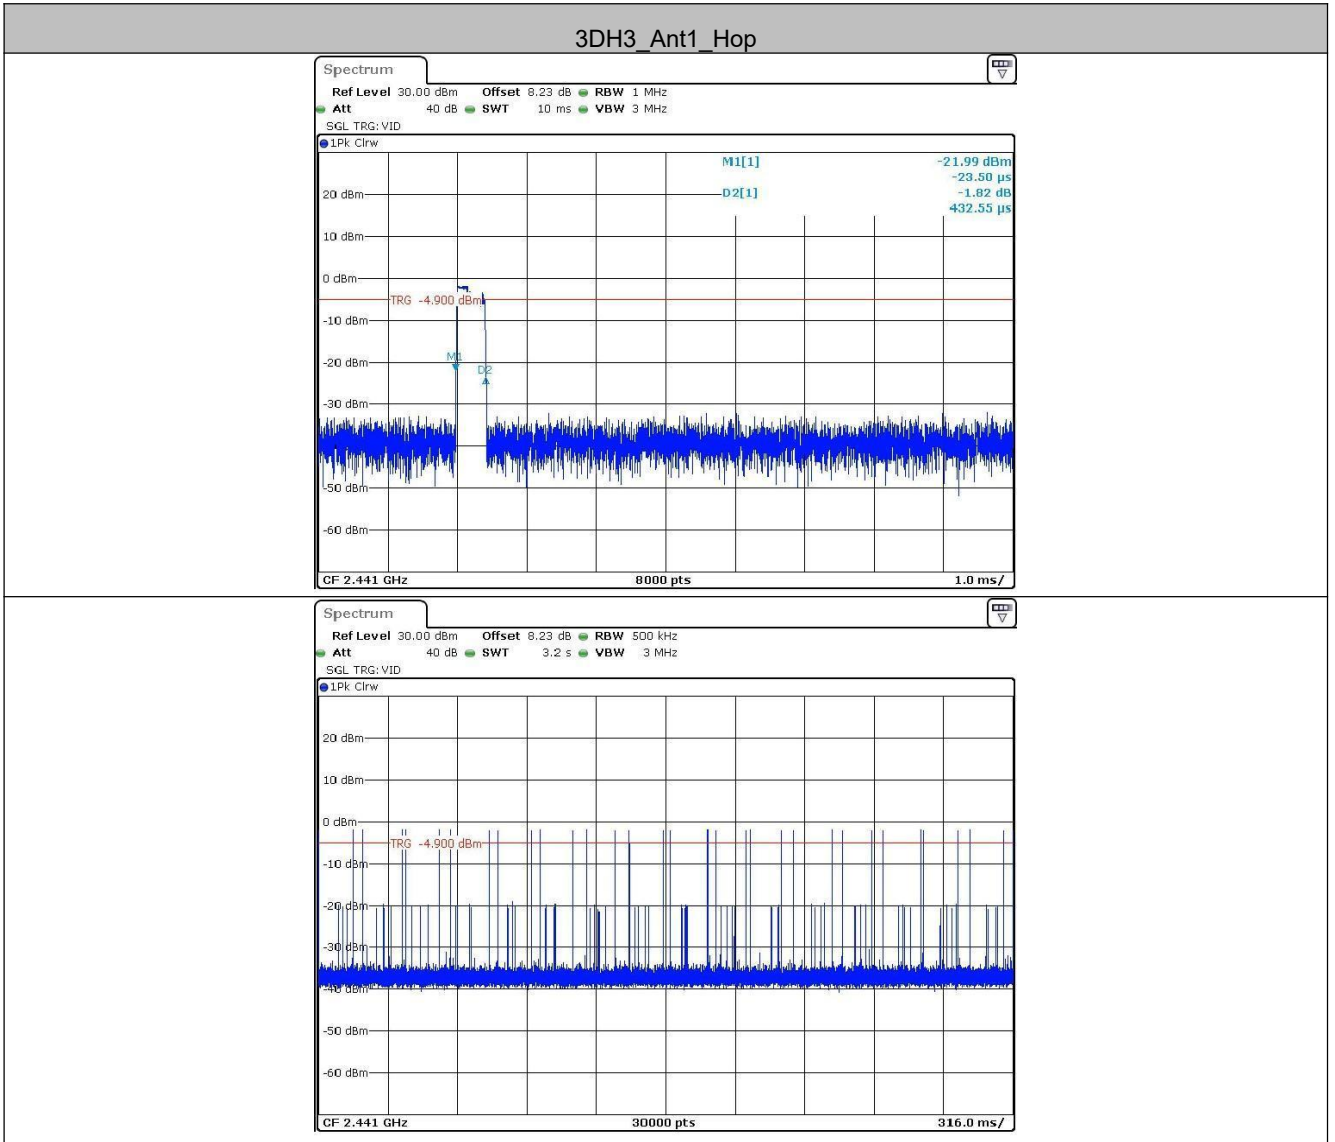 3DH3_Ant1_Hop
Spectrum
Ref Level 30.00 dBm Offset 8.23 dB RBW 1 MHz
Att 40 dB SWT 10 ms VBW 3 MHz
SGL TRG: VID
1Pk Clrw
M1[1] -21.99 dBm
-23.50 µs
20 dBm D2[1] -1.82 dB
432.55 µs
10 dBm
0 dBm
TRG -4.900 dBm
-10 dBm
M1
-20 dBm
D2
-30 dBm
-50 dBm
-60 dBm
CF 2.441 GHz 8000 pts 1.0 ms/
Spectrum
Ref Level 30.00 dBm Offset 8.23 dB RBW 500 kHz
Att 40 dB SWT 3.2 s VBW 3 MHz
SGL TRG: VID
1Pk Clrw
20 dBm
10 dBm
0 dBm
TRG -4.900 dBm
-10 dBm
-20 dBm
-30 dBm
-40 dBm
-50 dBm
-60 dBm
CF 2.441 GHz 30000 pts 316.0 ms/